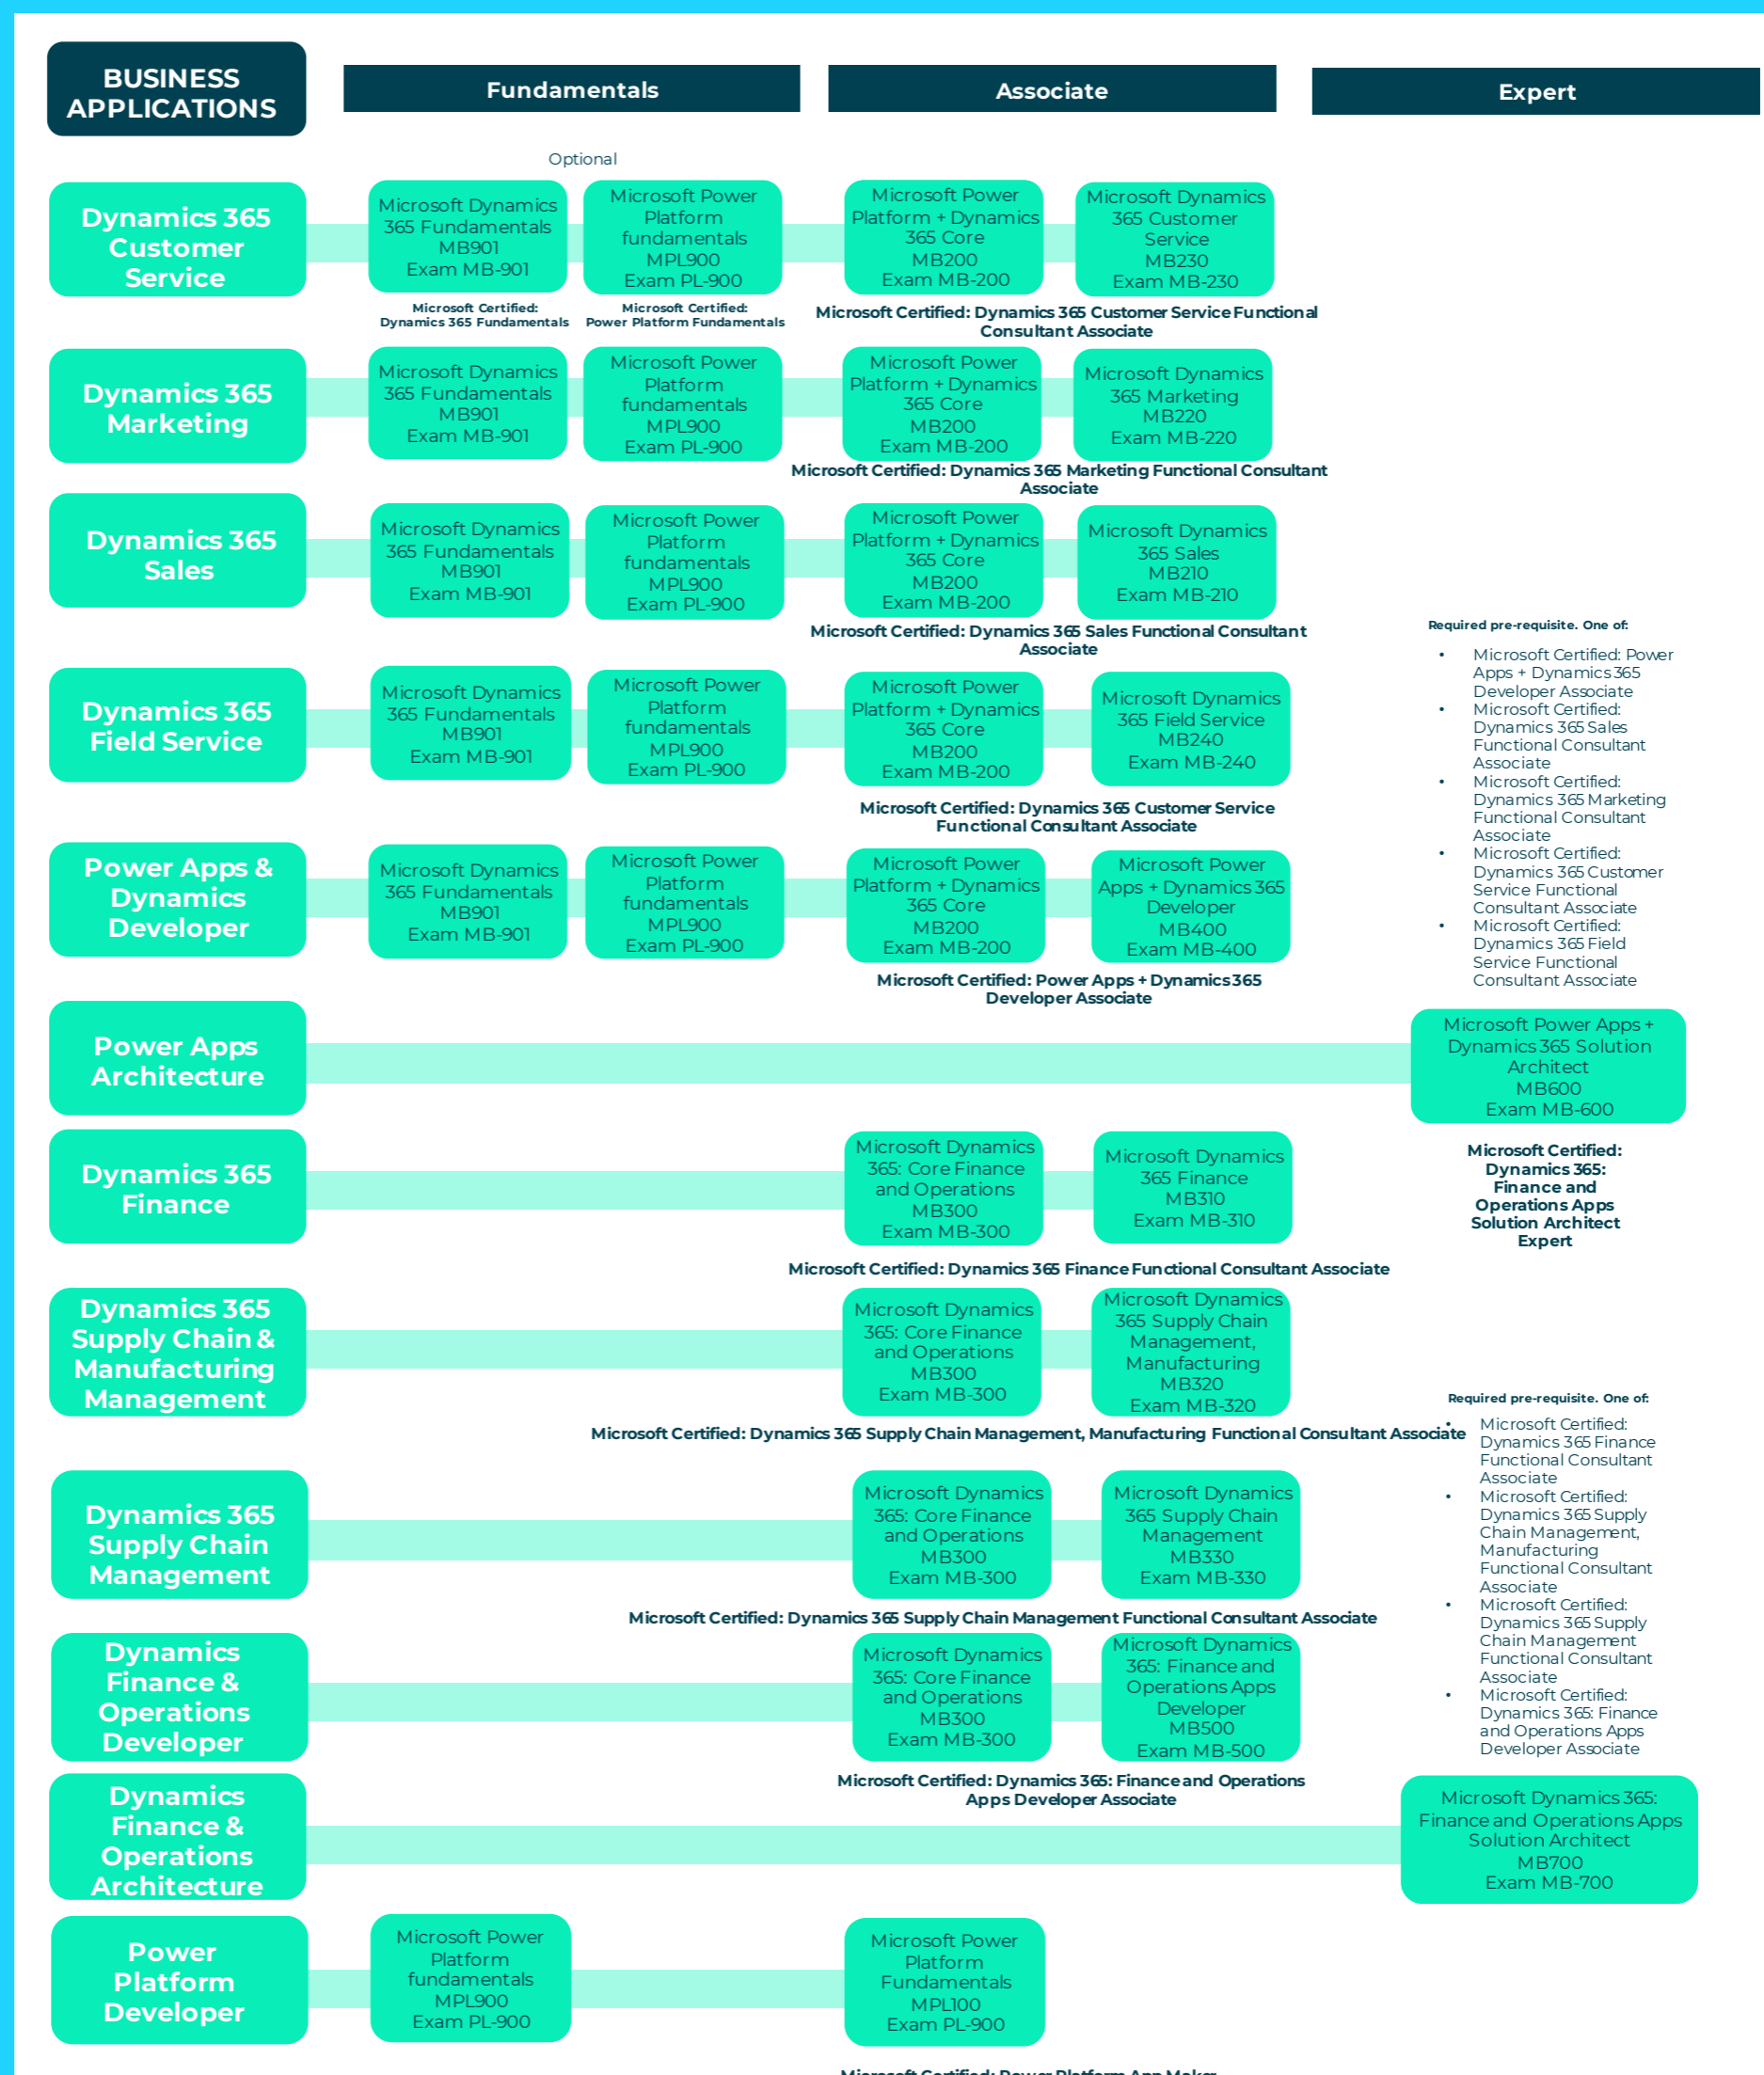 BUSINESS
APPLICATIONS
Fundamentals
Associate
Expert
Optional
Dynamics 365
Customer
Service
Microsoft Dynamics
365 Fundamentals
MB901
Exam MB-901
Microsoft Power
Platform
fundamentals
MPL900
Exam PL-900
Microsoft Power
Platform + Dynamics
365 Core
MB200
Exam MB-200
Microsoft Dynamics
365 Customer
Service
MB230
Exam MB-230
Microsoft Certified:
Dynamics 365 Fundamentals
Microsoft Certified:
Power Platform Fundamentals
Microsoft Certified: Dynamics 365 Customer Service Functional
Consultant Associate
Dynamics 365
Marketing
Microsoft Dynamics
365 Fundamentals
MB901
Exam MB-901
Microsoft Power
Platform
fundamentals
MPL900
Exam PL-900
Microsoft Power
Platform + Dynamics
365 Core
MB200
Exam MB-200
Microsoft Dynamics
365 Marketing
MB220
Exam MB-220
Microsoft Certified: Dynamics 365 Marketing Functional Consultant
Associate
Dynamics 365
Sales
Microsoft Dynamics
365 Fundamentals
MB901
Exam MB-901
Microsoft Power
Platform
fundamentals
MPL900
Exam PL-900
Microsoft Power
Platform + Dynamics
365 Core
MB200
Exam MB-200
Microsoft Dynamics
365 Sales
MB210
Exam MB-210
Microsoft Certified: Dynamics 365 Sales Functional Consultant
Associate
Dynamics 365
Field Service
Microsoft Dynamics
365 Fundamentals
MB901
Exam MB-901
Microsoft Power
Platform
fundamentals
MPL900
Exam PL-900
Microsoft Power
Platform + Dynamics
365 Core
MB200
Exam MB-200
Microsoft Dynamics
365 Field Service
MB240
Exam MB-240
Microsoft Certified: Dynamics 365 Customer Service
Functional Consultant Associate
Power Apps &
Dynamics
Developer
Microsoft Dynamics
365 Fundamentals
MB901
Exam MB-901
Microsoft Power
Platform
fundamentals
MPL900
Exam PL-900
Microsoft Power
Platform + Dynamics
365 Core
MB200
Exam MB-200
Microsoft Power
Apps + Dynamics 365
Developer
MB400
Exam MB-400
Microsoft Certified: Power Apps + Dynamics 365
Developer Associate
Required pre-requisite. One of:
• Microsoft Certified: Power
Apps + Dynamics 365
Developer Associate
• Microsoft Certified:
Dynamics 365 Sales
Functional Consultant
Associate
• Microsoft Certified:
Dynamics 365 Marketing
Functional Consultant
Associate
• Microsoft Certified:
Dynamics 365 Customer
Service Functional
Consultant Associate
• Microsoft Certified:
Dynamics 365 Field
Service Functional
Consultant Associate
Power Apps
Architecture
Microsoft Power Apps +
Dynamics 365 Solution
Architect
MB600
Exam MB-600
Microsoft Certified:
Dynamics 365:
Finance and
Operations Apps
Solution Architect
Expert
Dynamics 365
Finance
Microsoft Dynamics
365: Core Finance
and Operations
MB300
Exam MB-300
Microsoft Dynamics
365 Finance
MB310
Exam MB-310
Microsoft Certified: Dynamics 365 Finance Functional Consultant Associate
Dynamics 365
Supply Chain &
Manufacturing
Management
Microsoft Dynamics
365: Core Finance
and Operations
MB300
Exam MB-300
Microsoft Dynamics
365 Supply Chain
Management,
Manufacturing
MB320
Exam MB-320
Microsoft Certified: Dynamics 365 Supply Chain Management, Manufacturing Functional Consultant Associate
Dynamics 365
Supply Chain
Management
Microsoft Dynamics
365: Core Finance
and Operations
MB300
Exam MB-300
Microsoft Dynamics
365 Supply Chain
Management
MB330
Exam MB-330
Microsoft Certified: Dynamics 365 Supply Chain Management Functional Consultant Associate
Dynamics
Finance &
Operations
Developer
Microsoft Dynamics
365: Core Finance
and Operations
MB300
Exam MB-300
Microsoft Dynamics
365: Finance and
Operations Apps
Developer
MB500
Exam MB-500
Microsoft Certified: Dynamics 365: Finance and Operations
Apps Developer Associate
Required pre-requisite. One of:
• Microsoft Certified:
Dynamics 365 Finance
Functional Consultant
Associate
• Microsoft Certified:
Dynamics 365 Supply
Chain Management,
Manufacturing
Functional Consultant
Associate
• Microsoft Certified:
Dynamics 365 Supply
Chain Management
Functional Consultant
Associate
• Microsoft Certified:
Dynamics 365: Finance
and Operations Apps
Developer Associate
Dynamics
Finance &
Operations
Architecture
Microsoft Dynamics 365:
Finance and Operations Apps
Solution Architect
MB700
Exam MB-700
Power
Platform
Developer
Microsoft Power
Platform
fundamentals
MPL900
Exam PL-900
Microsoft Power
Platform
Fundamentals
MPL100
Exam PL-900
Microsoft Certified: Power Platform App Maker